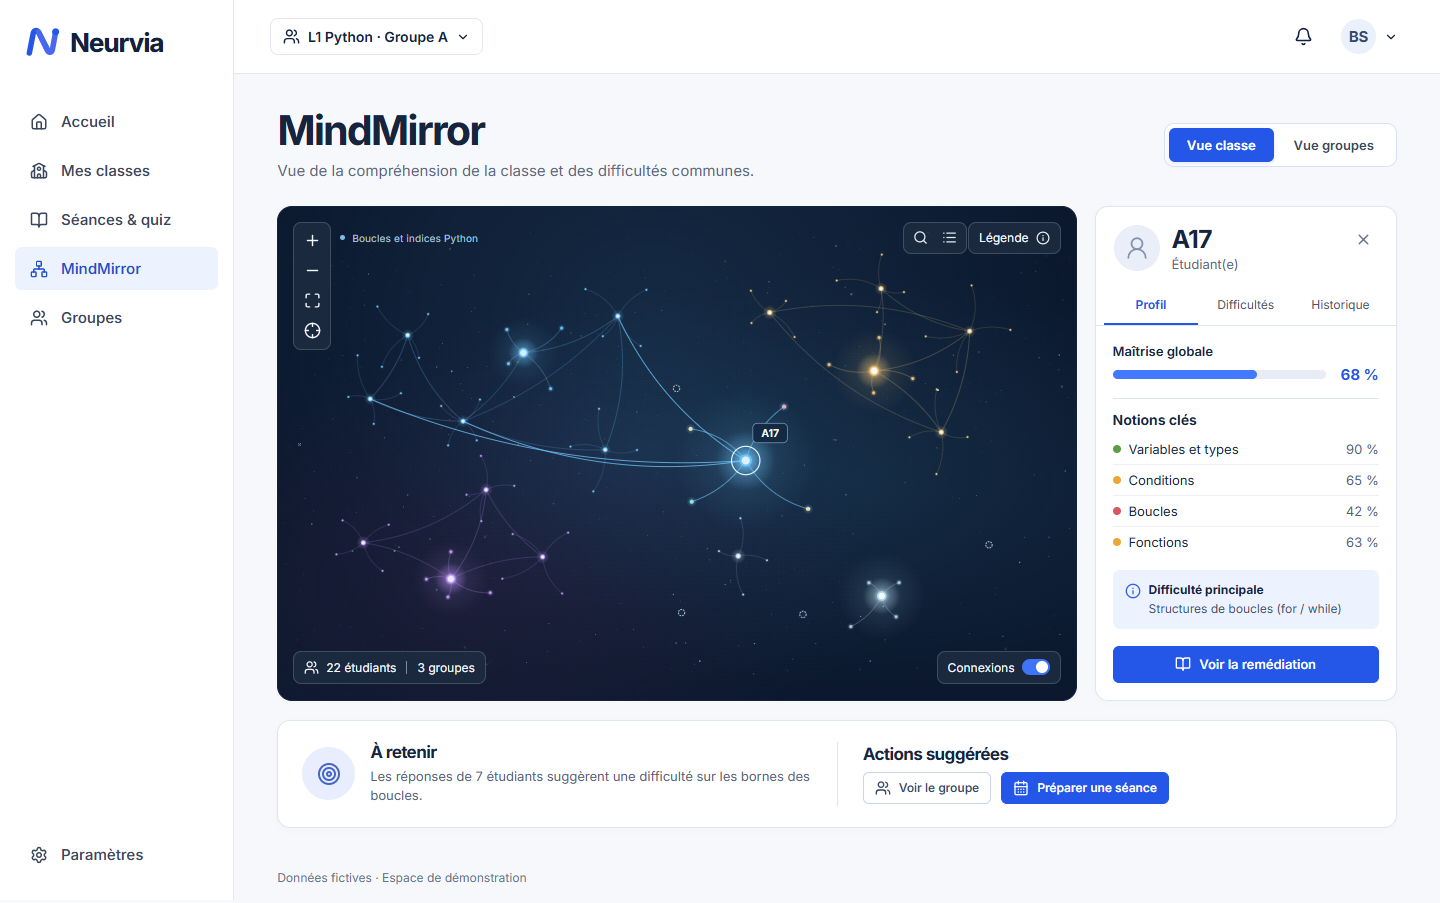 Neurvia
L1 Python · Groupe A
BS
Accueil
Mes classes
Séances & quiz
MindMirror
Groupes
Paramètres
MindMirror
Vue de la compréhension de la classe et des difficultés communes.
Vue classe
Vue groupes
Boucles et indices Python
Légende
A17
22 étudiants
3 groupes
Connexions
A17
Étudiant(e)
Profil
Difficultés
Historique
Maîtrise globale
68 %
Notions clés
Variables et types 90 %
Conditions 65 %
Boucles 42 %
Fonctions 63 %
Difficulté principale
Structures de boucles (for / while)
Voir la remédiation
À retenir
Les réponses de 7 étudiants suggèrent une difficulté sur les bornes des
boucles.
Actions suggérées
Voir le groupe
Préparer une séance
Données fictives · Espace de démonstration